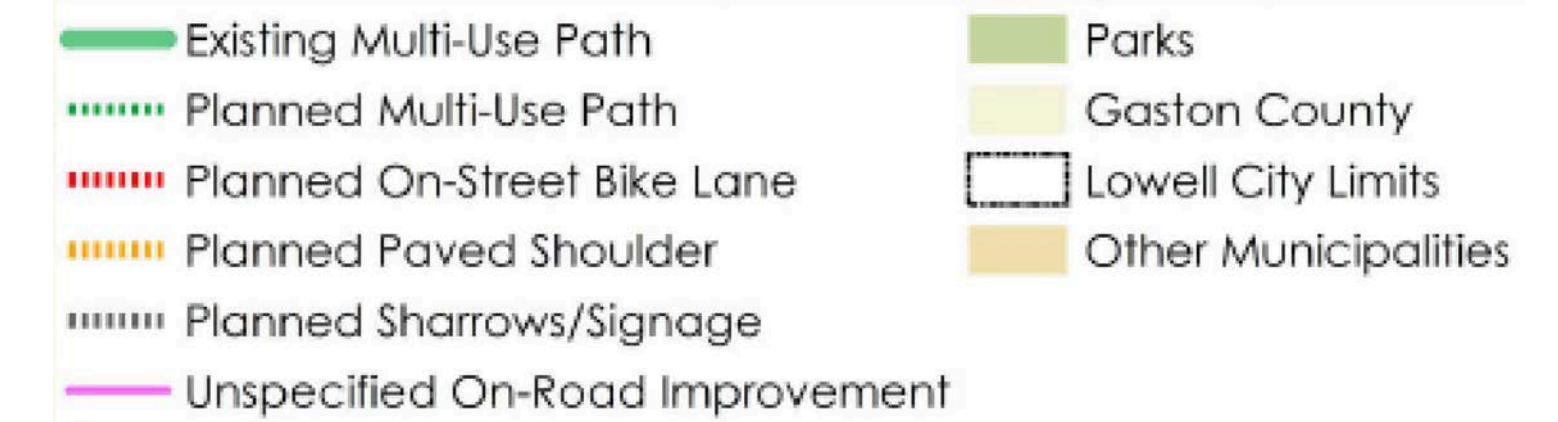 Existing Multi-Use Path
Planned Multi-Use Path
Planned On-Street Bike Lane
Planned Paved Shoulder
Planned Sharrows/Signage
Unspecified On-Road Improvement
Parks
Gaston County
Lowell City Limits
Other Municipalities